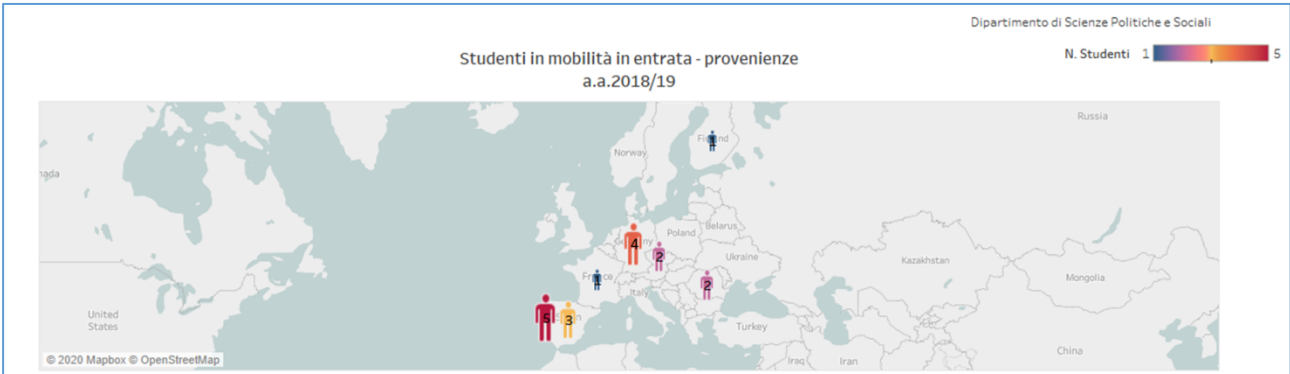 Dipartimento di Scienze Politiche e Sociali
N. Studenti 1 5
Studenti in mobilità in entrata - provenienze
a.a.2018/19
Russia
1
Norway
nada
Poland
Belarus
4
2
Ukraine
Kazakhstan
Mongolia
1
2
Italy
United
States
5
3
Turkey
China
Iraq
Iran
© 2020 Mapbox © OpenStreetMap